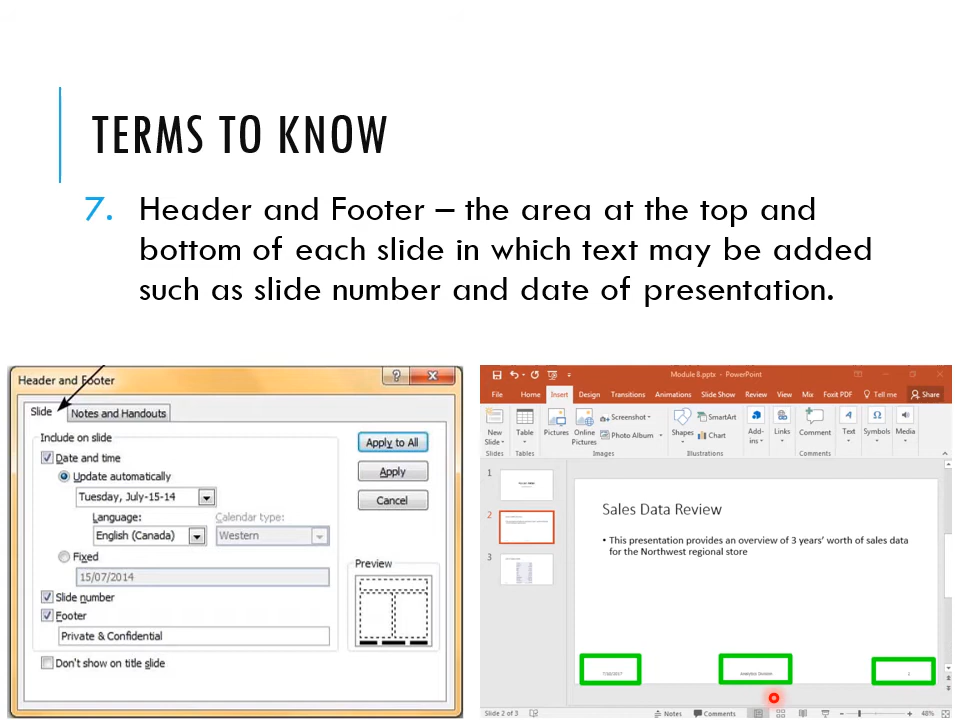 TERMS TO KNOW
7. Header and Footer – the area at the top and
bottom of each slide in which text may be added
such as slide number and date of presentation.
Header and Footer
Slide
Notes and Handouts
Include on slide
Date and time
Update automatically
Tuesday, July-15-14
Language:
Calendar type:
English (Canada)
Western
Fixed
15/07/2014
Slide number
Footer
Private & Confidential
Don't show on title slide
Apply to All
Apply
Cancel
Preview
Module 8.pptx - PowerPoint
File Home Insert Design Transitions Animations Slide Show Review View Mix Foxit PDF Tell me Share
New Slide
Table
Pictures
Online Pictures
Screenshot
Photo Album
Shapes
SmartArt
Chart
Add-ins
Links
Comment
Text
Symbols
Media
Slides Tables Images Illustrations Comments
1
2
3
Sales Data Review
• This presentation provides an overview of 3 years' worth of sales data
for the Northwest regional store
Analytics Division
Slide 2 of 3
Notes
Comments
48%